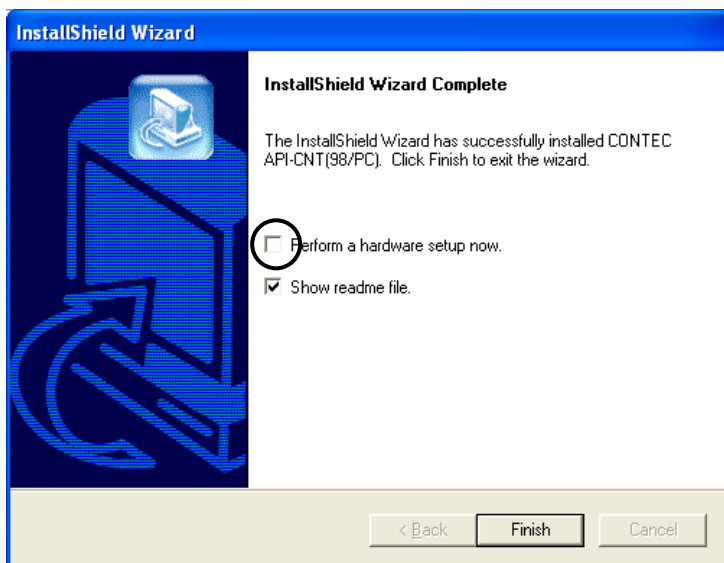 InstallShield Wizard
InstallShield Wizard Complete
The InstallShield Wizard has successfully installed CONTEC
API-CNT(98/PC). Click Finish to exit the wizard.
Perform a hardware setup now.
Show readme file.
< Back Finish Cancel